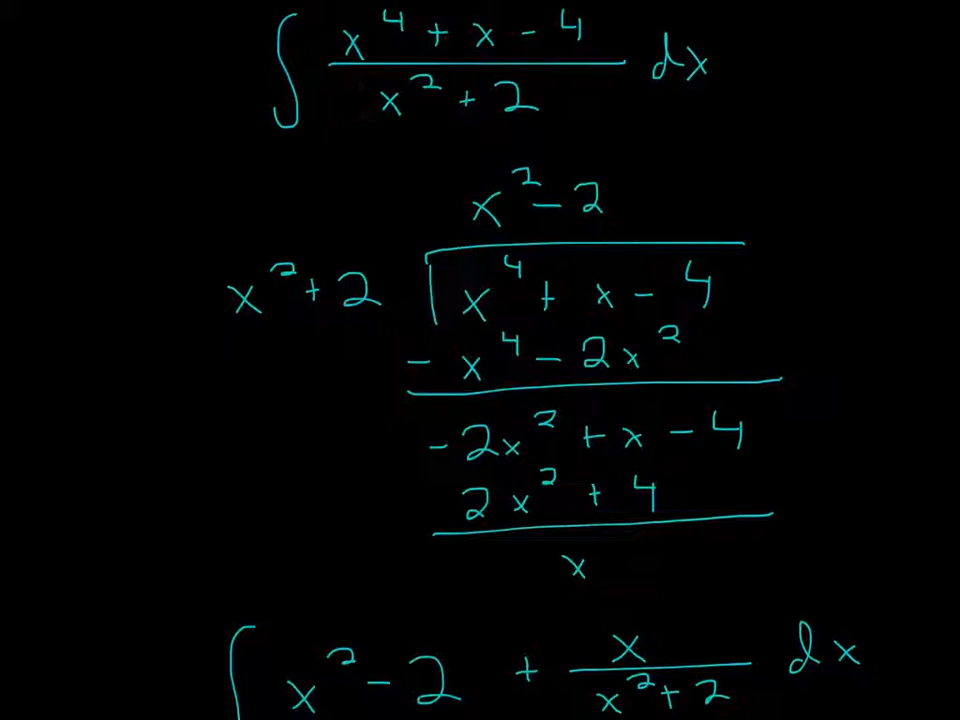 ∫ x⁴ + x - 4 / x² + 2 dx
x² - 2
x² + 2 x⁴ + x - 4
- x⁴ - 2x²
- 2x² + x - 4
2x² + 4
x
∫ x² - 2 + x / x² + 2 dx